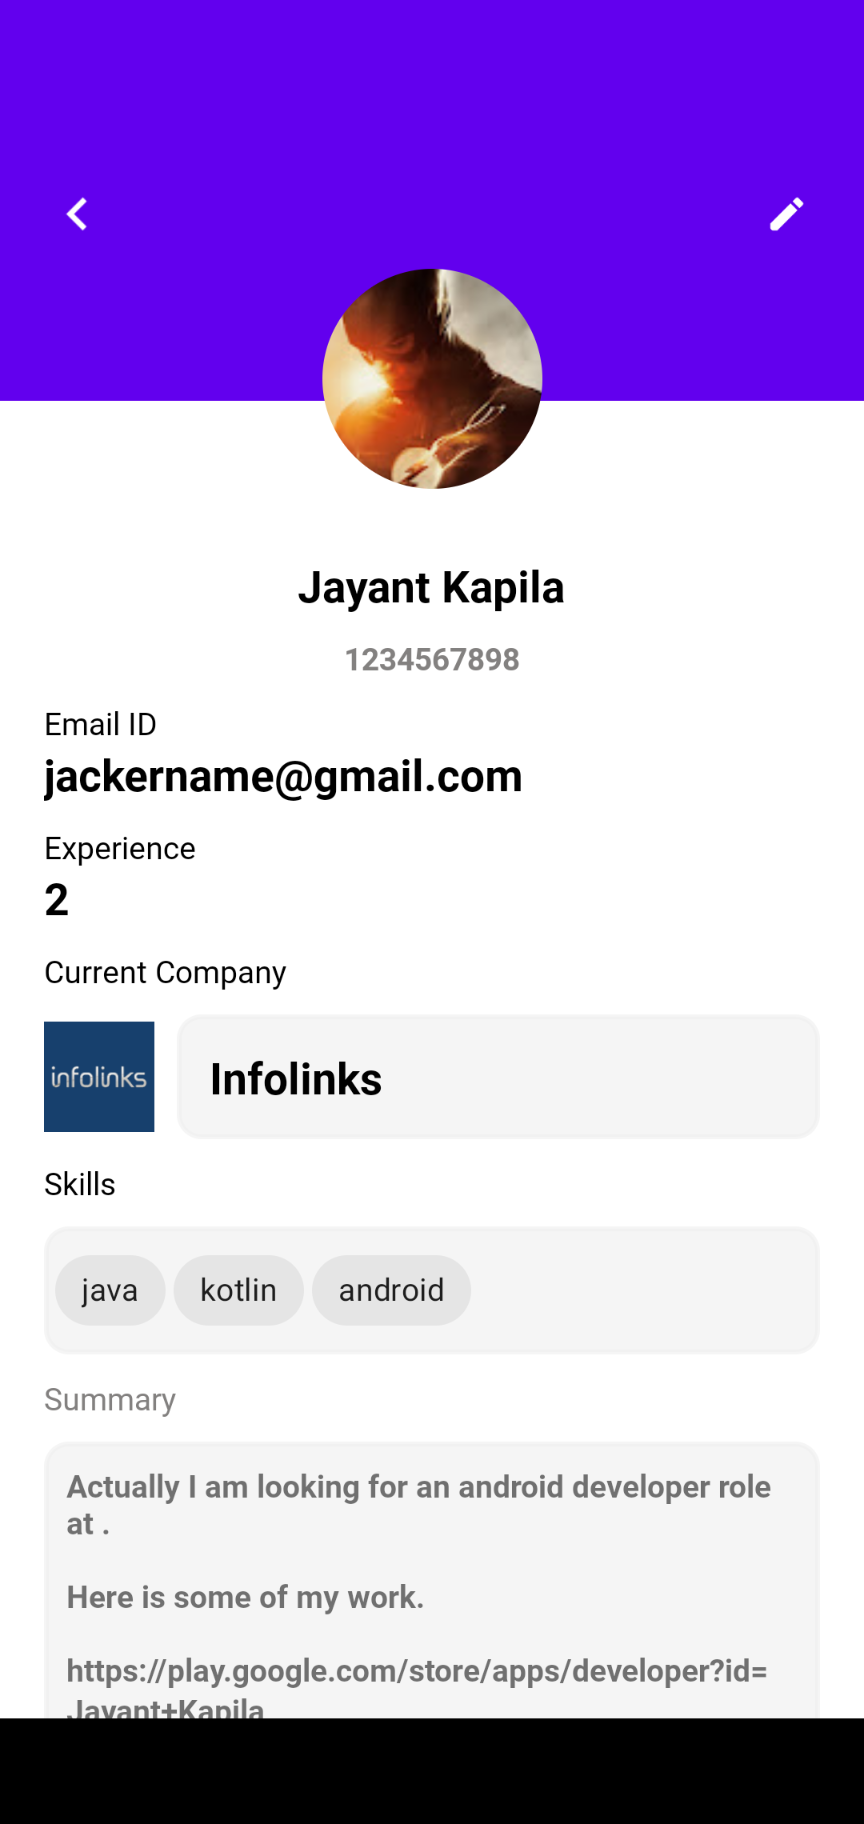 Jayant Kapila
1234567898
Email ID
jackername@gmail.com
Experience
2
Current Company
infolinks
Infolinks
Skills
java kotlin android
Summary
Actually I am looking for an android developer role
at .
Here is some of my work.
https://play.google.com/store/apps/developer?id=
Jayant+Kapila